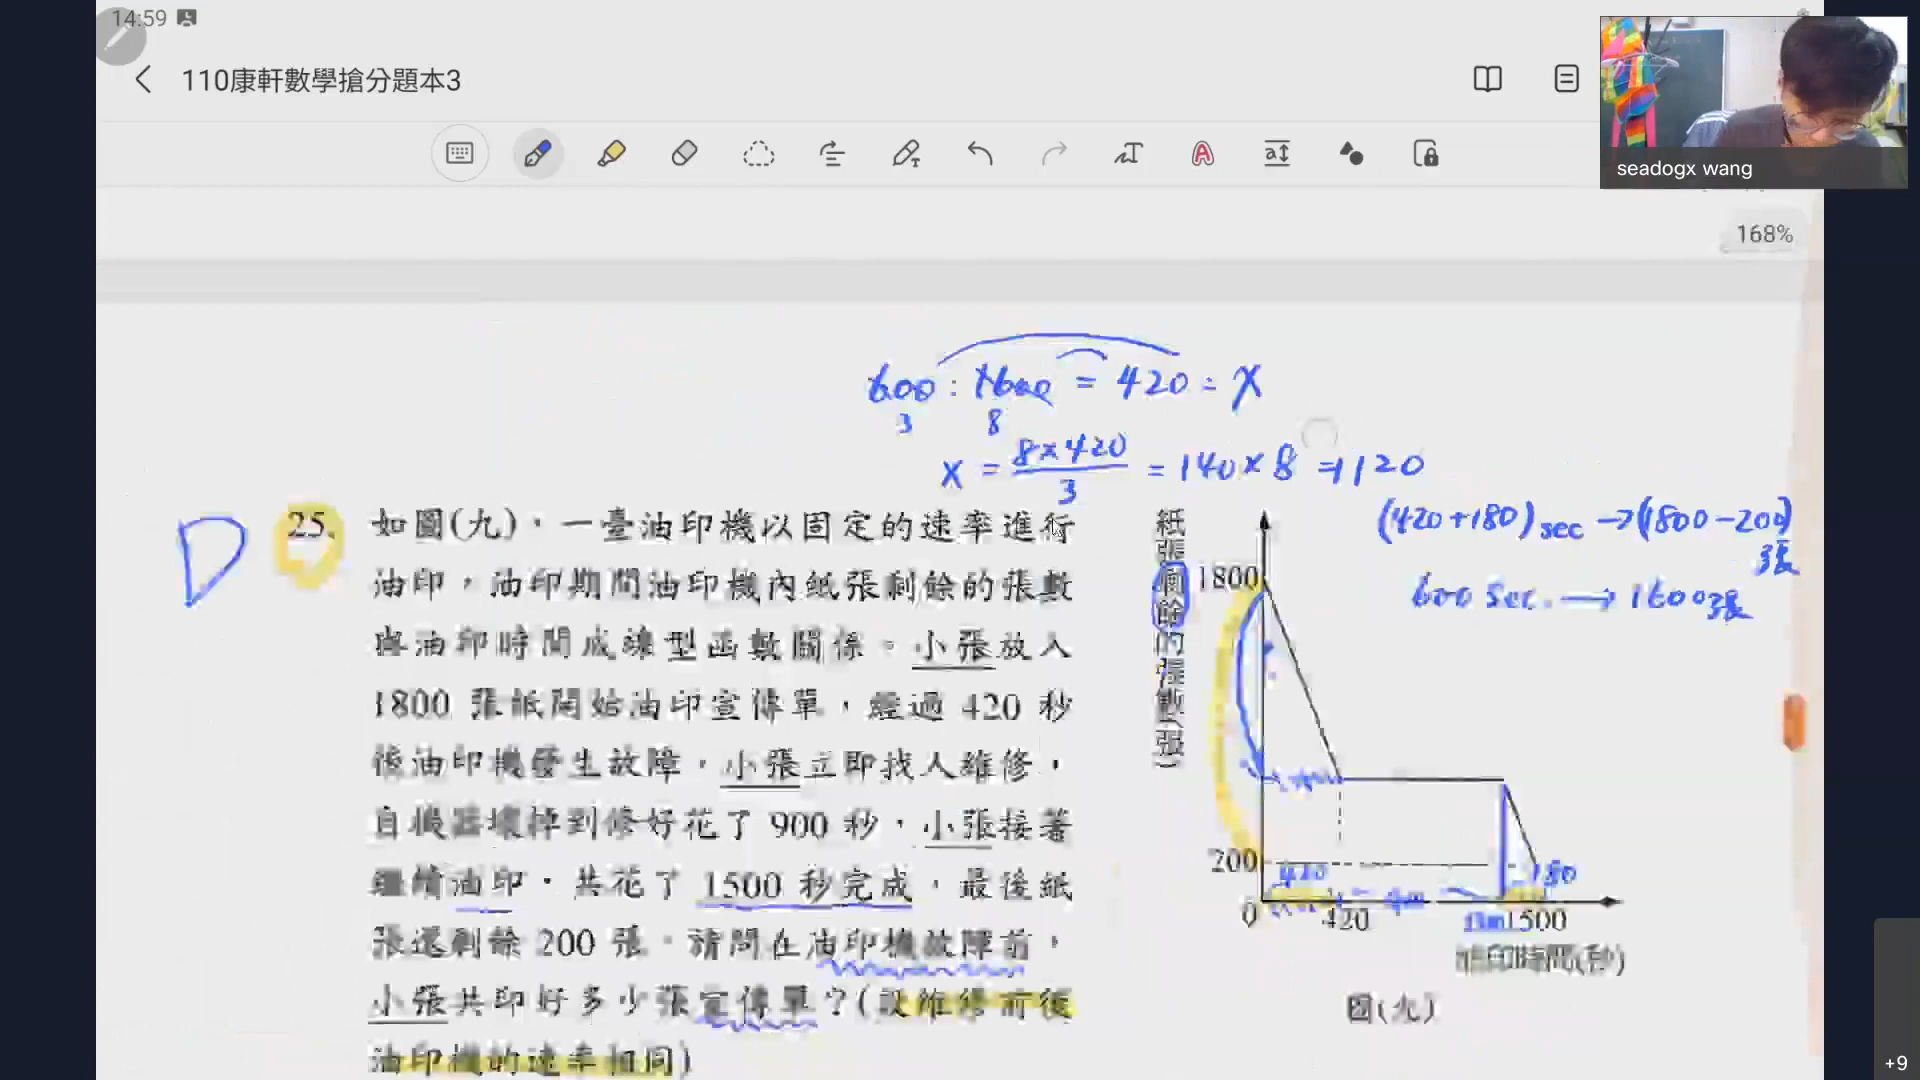 14:59
110康軒數學搶分題本3
seadogx wang
168%
600 : 1600 = 420 = X
3 8
X = 8×420 / 3 = 140×8 = 1120
(420+180) sec → (1800-200) 張
600 sec. → 1600張
D
25. 如圖(九),一臺油印機以固定的速率進行
油印,油印期間油印機內紙張剩餘的張數
與油印時間成線型函數關係。小張放入
1800 張紙開始油印宣傳單,經過 420 秒
後油印機發生故障,小張立即找人維修,
自機器壞掉到修好花了 900 秒,小張接著
繼續油印,共花了 1500 秒完成,最後紙
張還剩餘 200 張。請問在油印機故障前,
小張共印好多少張宣傳單?(設維修前後
油印機的速率相同)
紙張剩餘的張數(張)
1800
200
420
180
0
420
1500
油印時間(秒)
圖(九)
+9